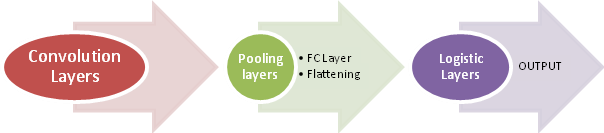 Convolution
Layers
Pooling
layers
• FC Layer
• Flattening
Logistic
Layers
OUTPUT